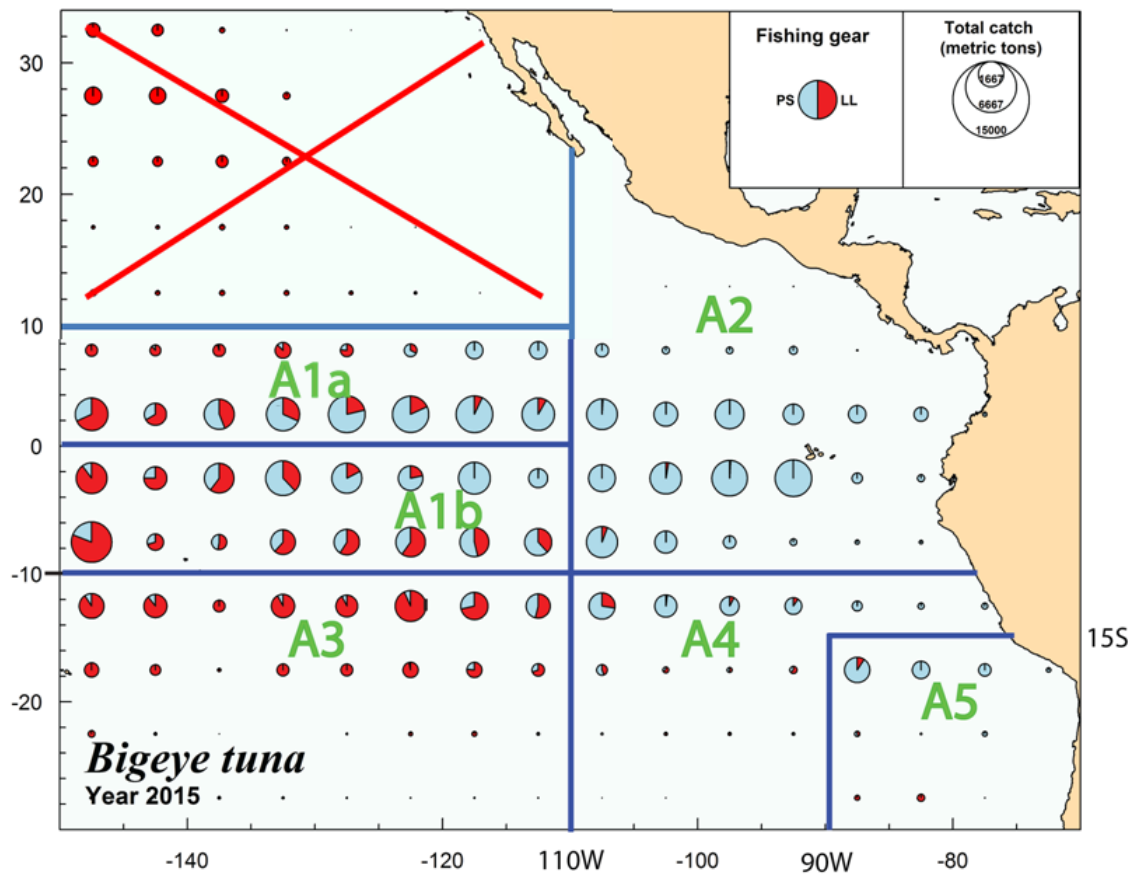 30
20
10
0
-10
-20
Fishing gear
PS
LL
Total catch
(metric tons)
1667
6667
15000
A2
A1a
A1b
A3
A4
15S
A5
Bigeye tuna
Year 2015
-140
-120
110W
-100
90W
-80